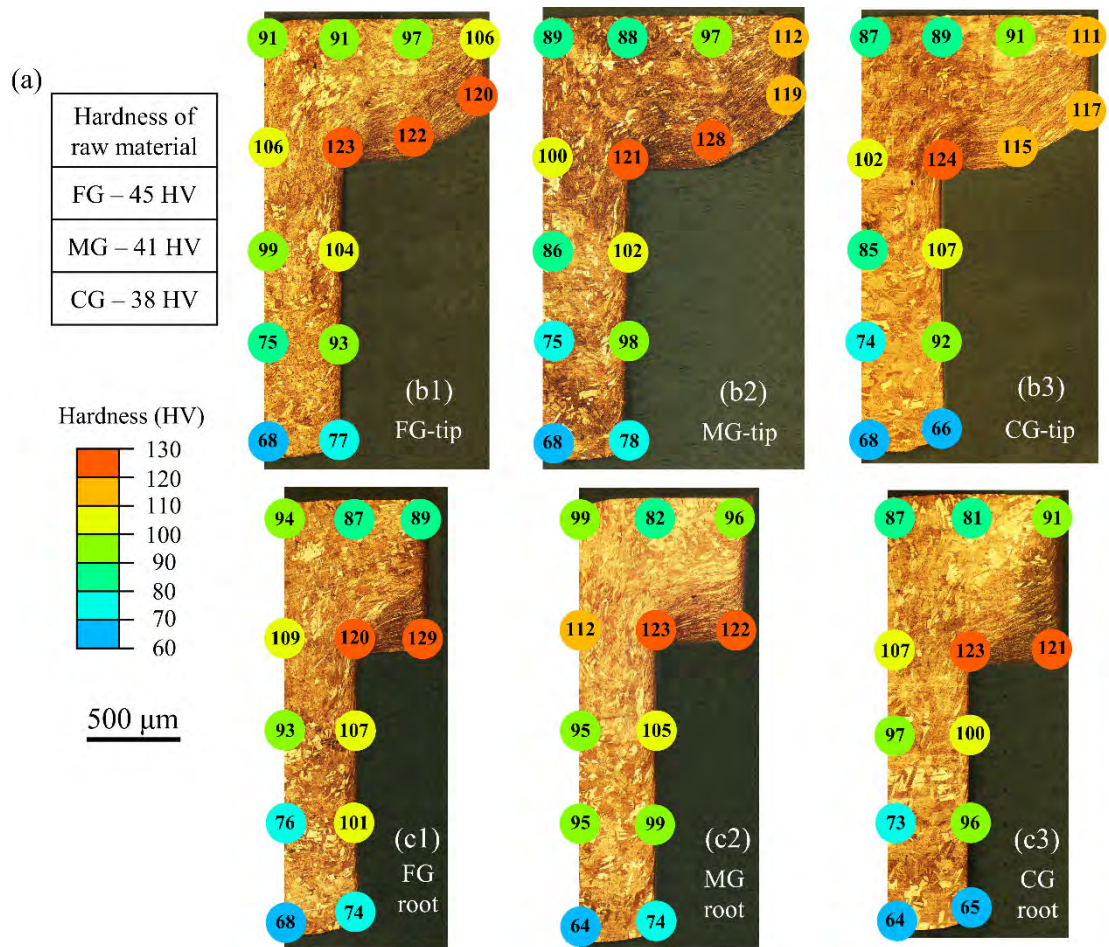 (a)
Hardness of
raw material
FG – 45 HV
MG – 41 HV
CG – 38 HV
Hardness (HV)
130
120
110
100
90
80
70
60
500 μm
91 91 97 106
120
106 123 122
99 104
75 93
68 77
(b1)
FG-tip
89 88 97 112
119
100 121 128
86 102
75 98
68 78
(b2)
MG-tip
87 89 91 111
117
102 124 115
85 107
74 92
68 66
(b3)
CG-tip
94 87 89
109 120 129
93 107
76 101
68 74
(c1)
FG
root
99 82 96
112 123 122
95 105
95 99
64 74
(c2)
MG
root
87 81 91
107 123 121
97 100
73 96
64 65
(c3)
CG
root